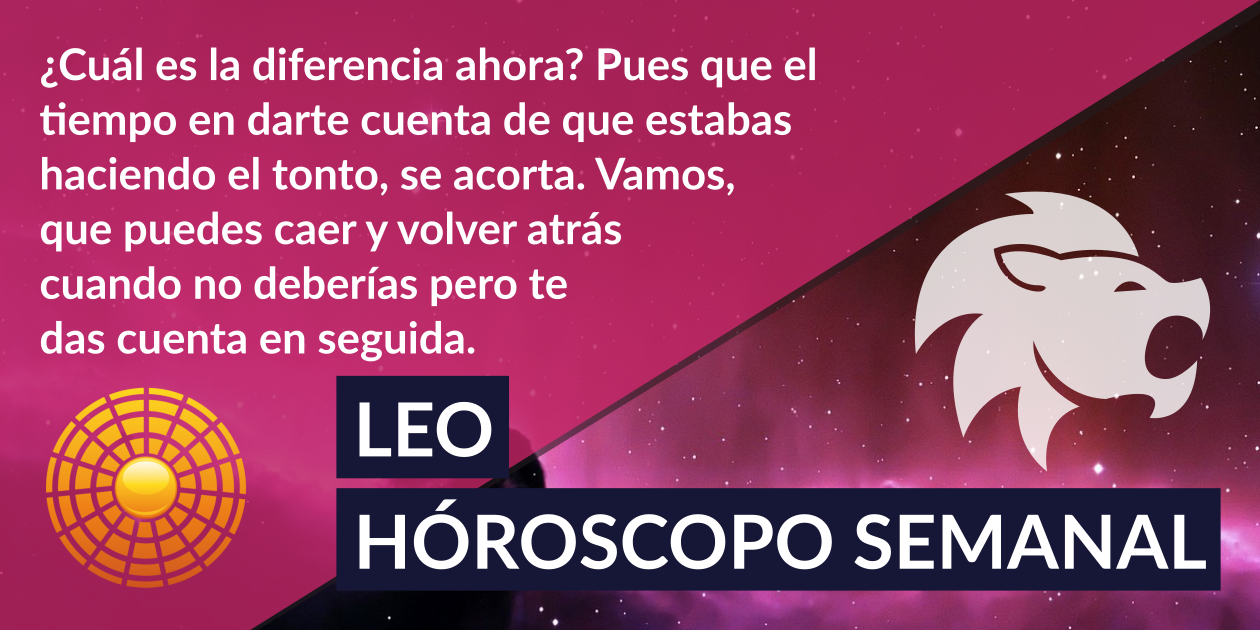 ¿Cuál es la diferencia ahora? Pues que el
tiempo en darte cuenta de que estabas
haciendo el tonto, se acorta. Vamos,
que puedes caer y volver atrás
cuando no deberías pero te
das cuenta en seguida.
LEO
HÓROSCOPO SEMANAL